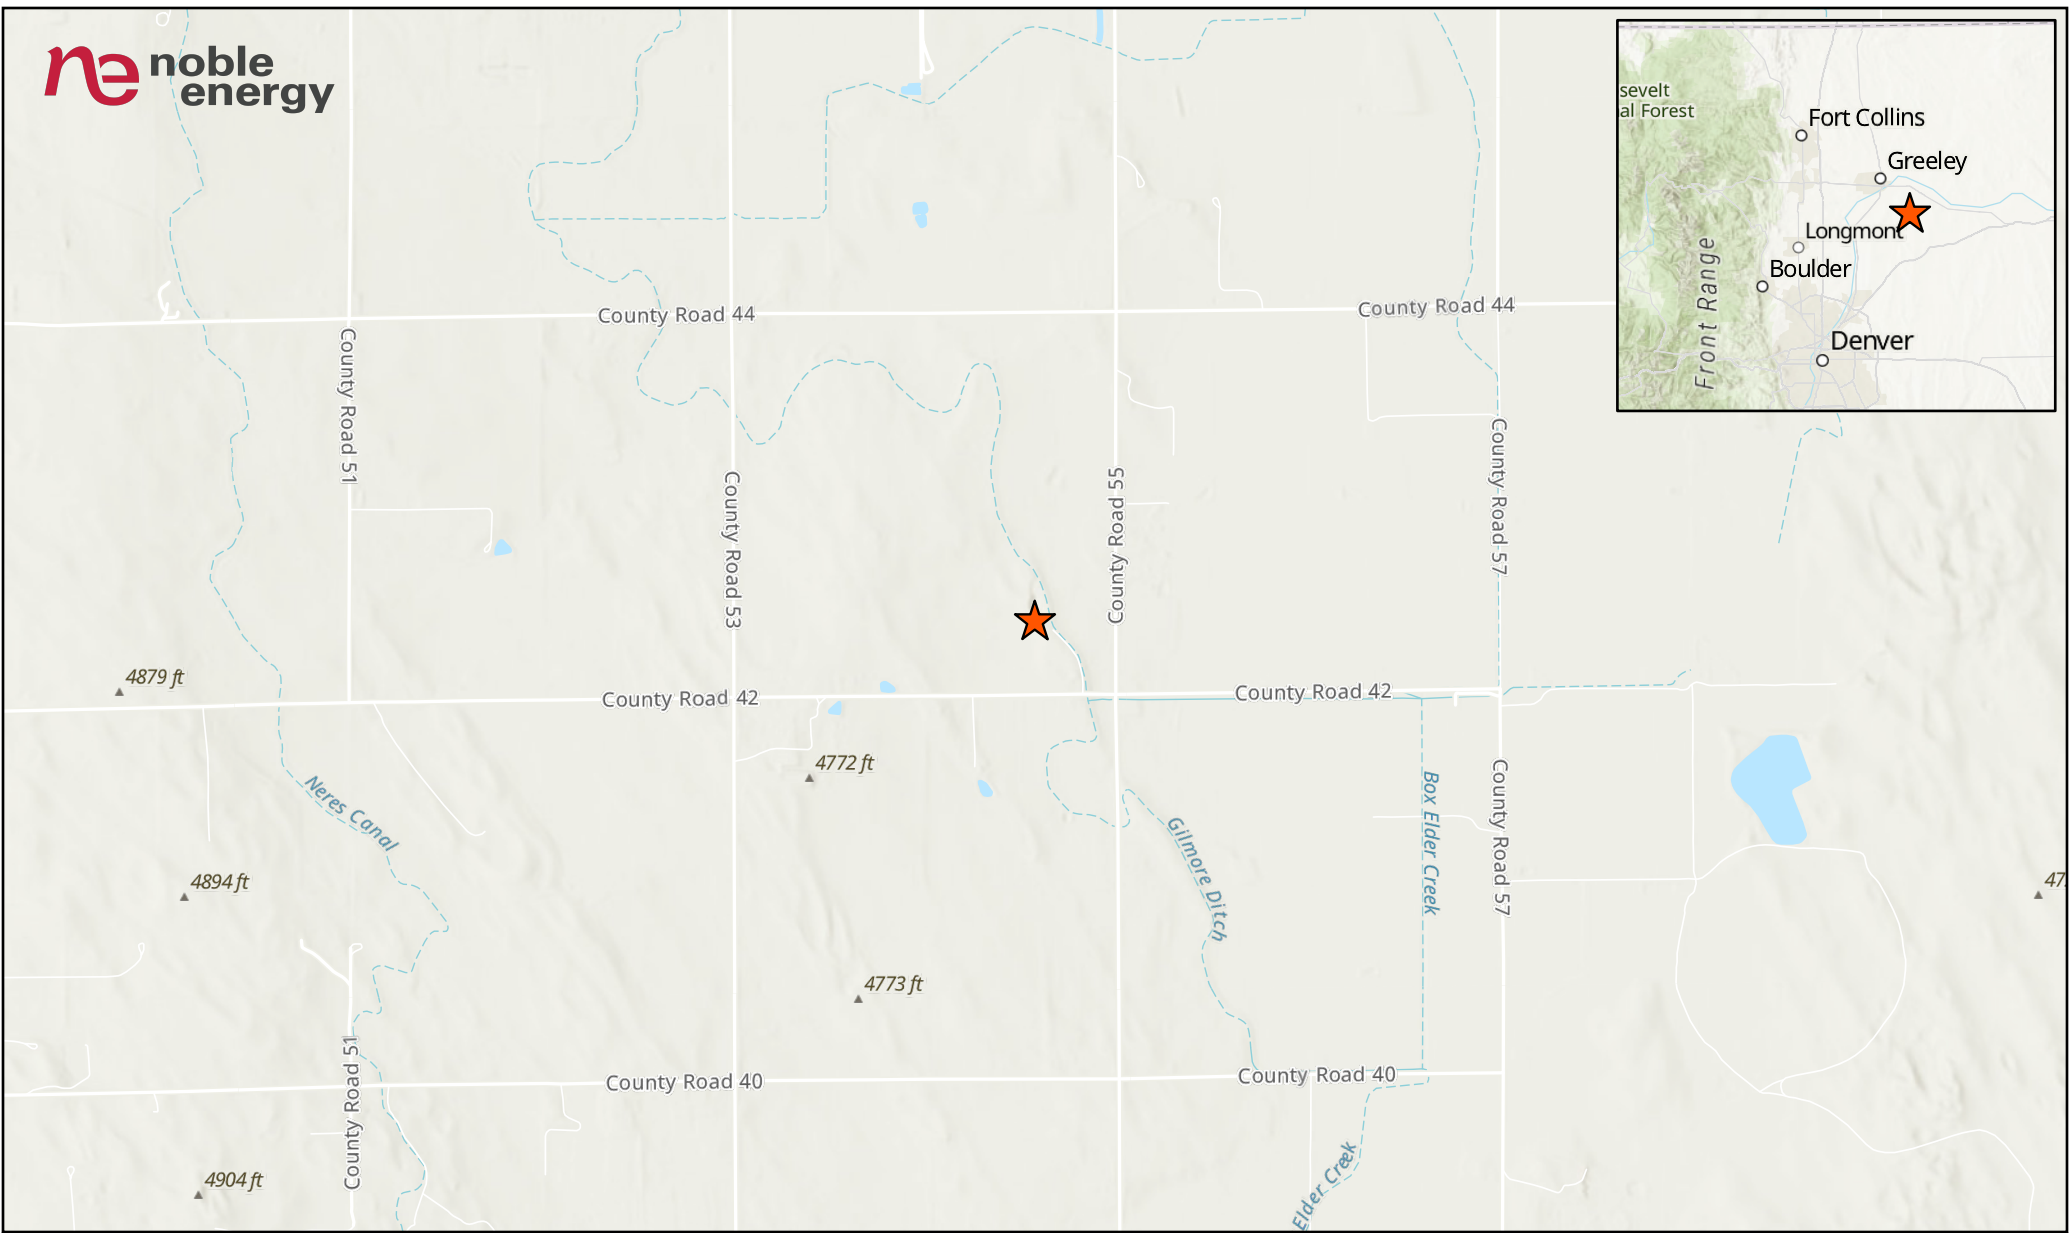 noble
energy
sevelt
al Forest
Fort Collins
Greeley
Longmont
Boulder
Front Range
Denver
County Road 44
County Road 44
County Road 51
County Road 53
County Road 55
County Road 57
4879 ft
County Road 42
County Road 42
4772 ft
Neres Canal
Gilmore Ditch
Box Elder Creek
County Road 57
4894 ft
47
4773 ft
County Road 51
County Road 40
County Road 40
4904 ft
Elder Creek